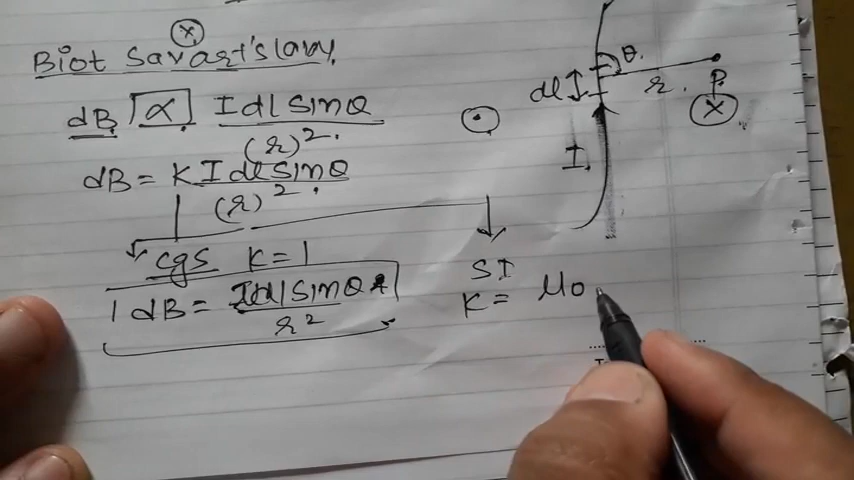 Biot Savart's law
dB ∝ Idl Sinθ
(r)².
dB = K Idl Sinθ
(r)².
cgs K = 1
dB = Idl Sinθ
r²
SI
K = μo
θ.
dl
r.
P
X
I
X